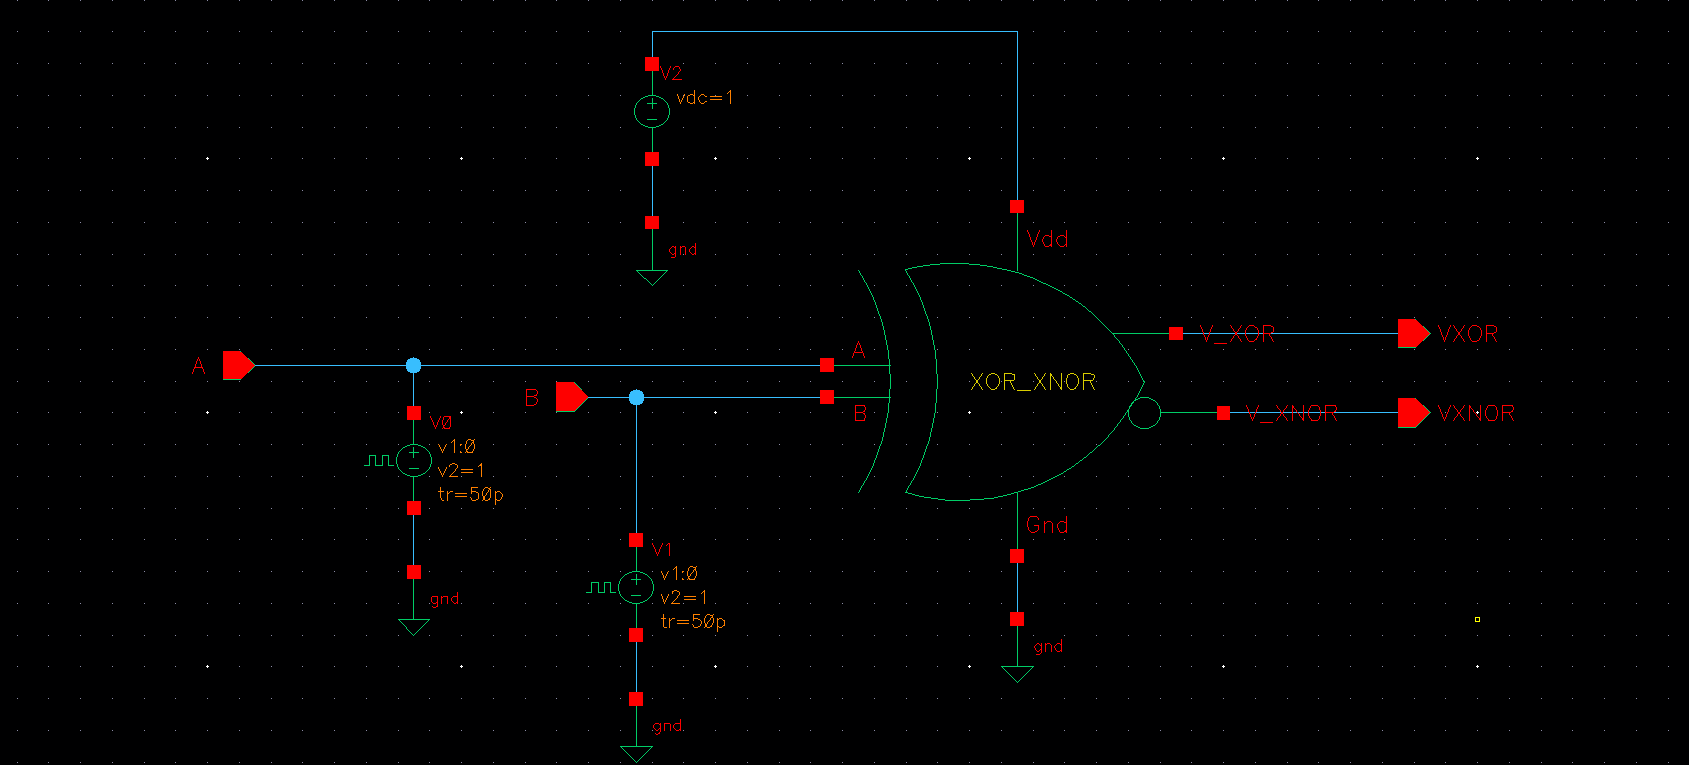 V2
vdc=1
gnd
Vdd
A
A
B
B
XOR_XNOR
V_XOR
VXOR
V_XNOR
VXNOR
V0
v1:0
v2=1
tr=50p
gnd
Gnd
gnd
V1
v1:0
v2=1
tr=50p
gnd